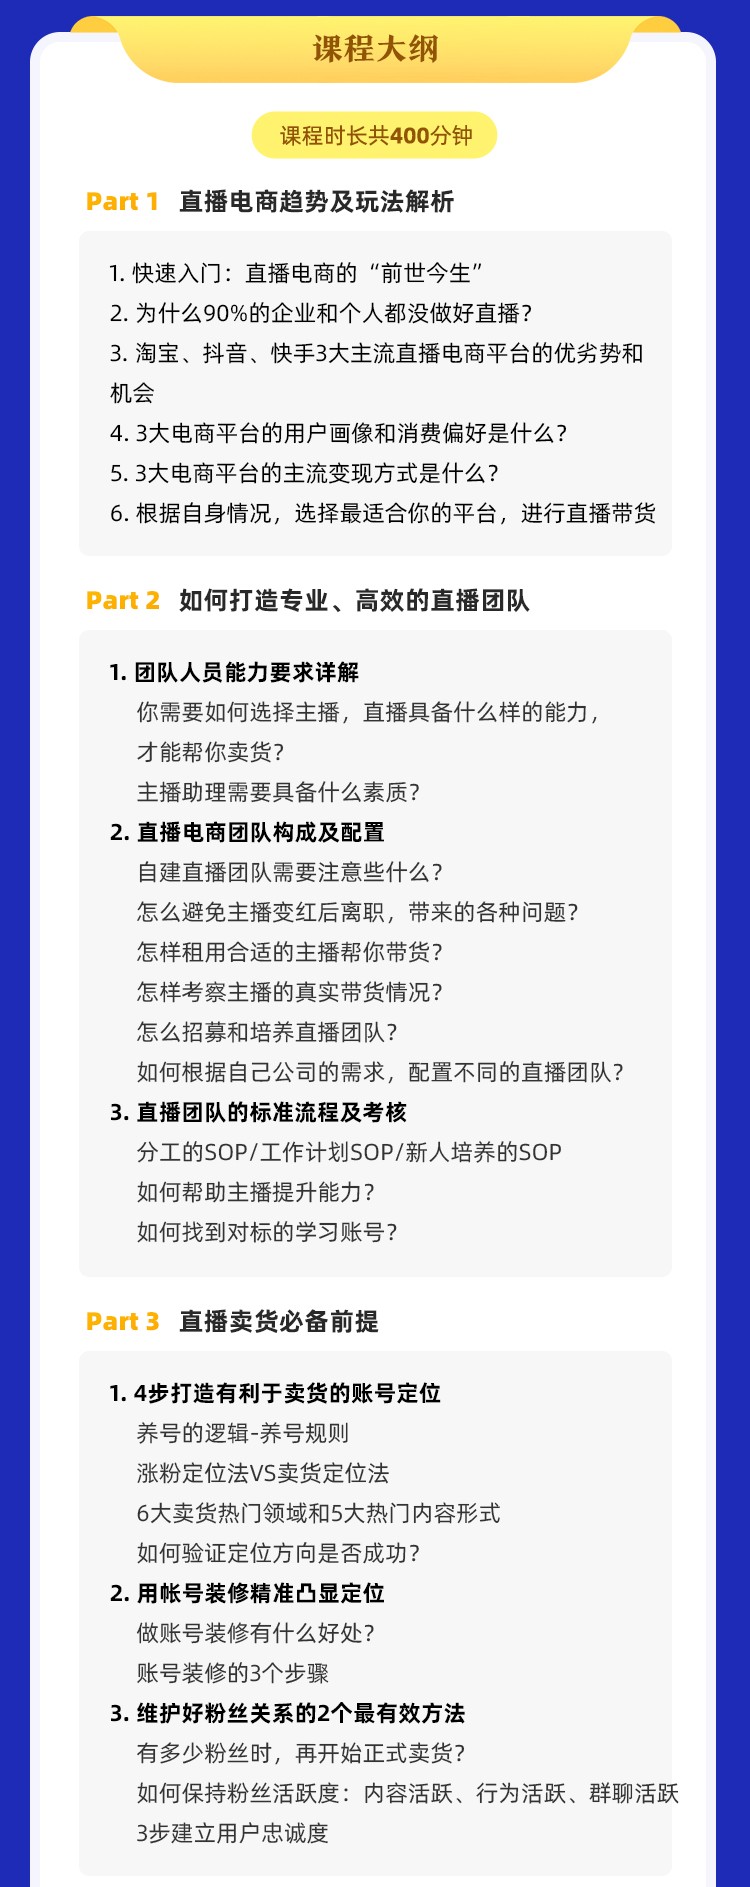 课程大纲
课程时长共400分钟
Part 1 直播电商趋势及玩法解析
1. 快速入门：直播电商的“前世今生”
2. 为什么90%的企业和个人都没做好直播？
3. 淘宝、抖音、快手3大主流直播电商平台的优劣势和
机会
4. 3大电商平台的用户画像和消费偏好是什么？
5. 3大电商平台的主流变现方式是什么？
6. 根据自身情况，选择最适合你的平台，进行直播带货
Part 2 如何打造专业、高效的直播团队
1. 团队人员能力要求详解
你需要如何选择主播，直播具备什么样的能力，
才能帮你卖货？
主播助理需要具备什么素质？
2. 直播电商团队构成及配置
自建直播团队需要注意些什么？
怎么避免主播变红后离职，带来的各种问题？
怎样租用合适的主播帮你带货？
怎样考察主播的真实带货情况？
怎么招募和培养直播团队？
如何根据自己公司的需求，配置不同的直播团队？
3. 直播团队的标准流程及考核
分工的SOP/工作计划SOP/新人培养的SOP
如何帮助主播提升能力？
如何找到对标的学习账号？
Part 3 直播卖货必备前提
1. 4步打造有利于卖货的账号定位
养号的逻辑-养号规则
涨粉定位法VS卖货定位法
6大卖货热门领域和5大热门内容形式
如何验证定位方向是否成功？
2. 用帐号装修精准凸显定位
做账号装修有什么好处？
账号装修的3个步骤
3. 维护好粉丝关系的2个最有效方法
有多少粉丝时，再开始正式卖货？
如何保持粉丝活跃度：内容活跃、行为活跃、群聊活跃
3步建立用户忠诚度